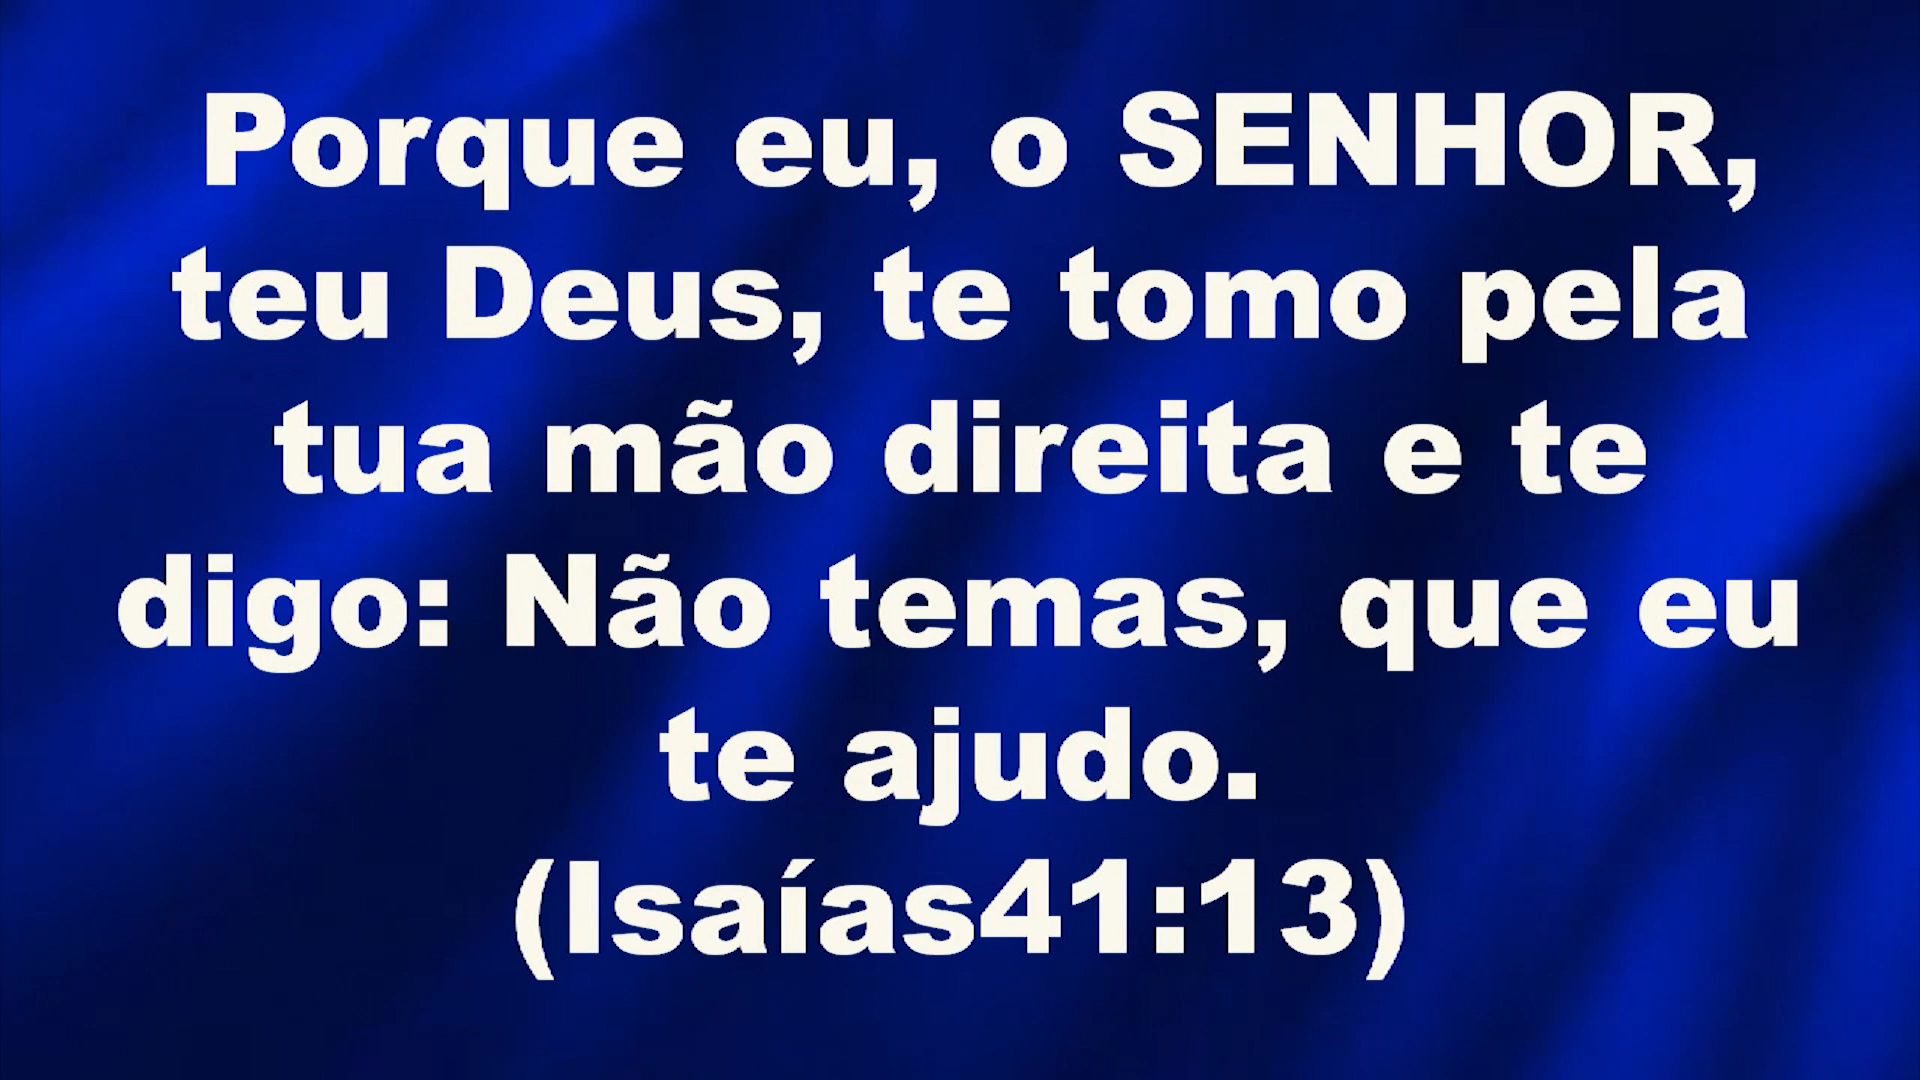 Porque eu, o SENHOR,
teu Deus, te tomo pela
tua mão direita e te
digo: Não temas, que eu
te ajudo.
(Isaías41:13)